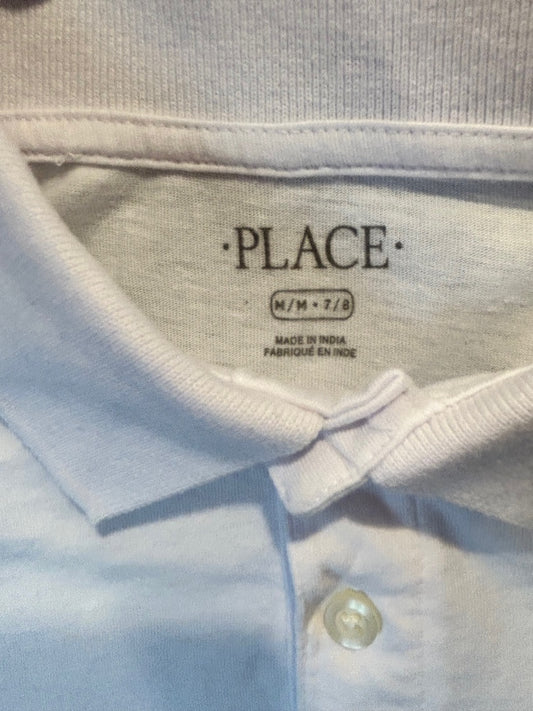 ·PLACE·
M/M · 7/8
MADE IN INDIA
FABRIQUÉ EN INDE